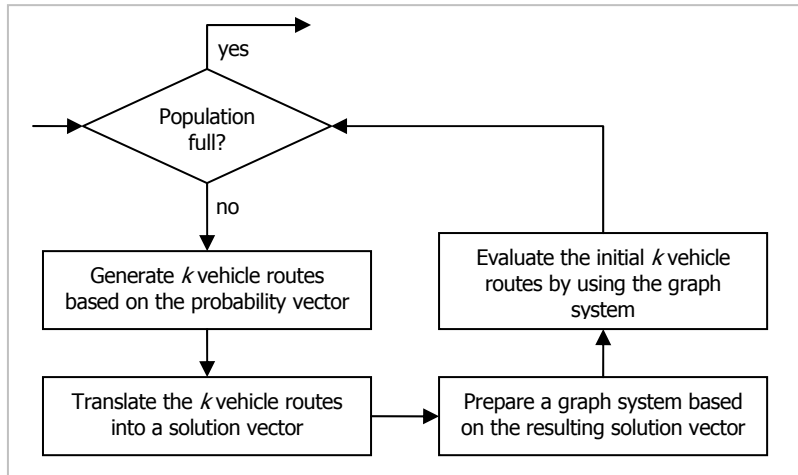 yes
Population
full?
no
Generate k vehicle routes
based on the probability vector
Translate the k vehicle routes
into a solution vector
Prepare a graph system based
on the resulting solution vector
Evaluate the initial k vehicle
routes by using the graph
system